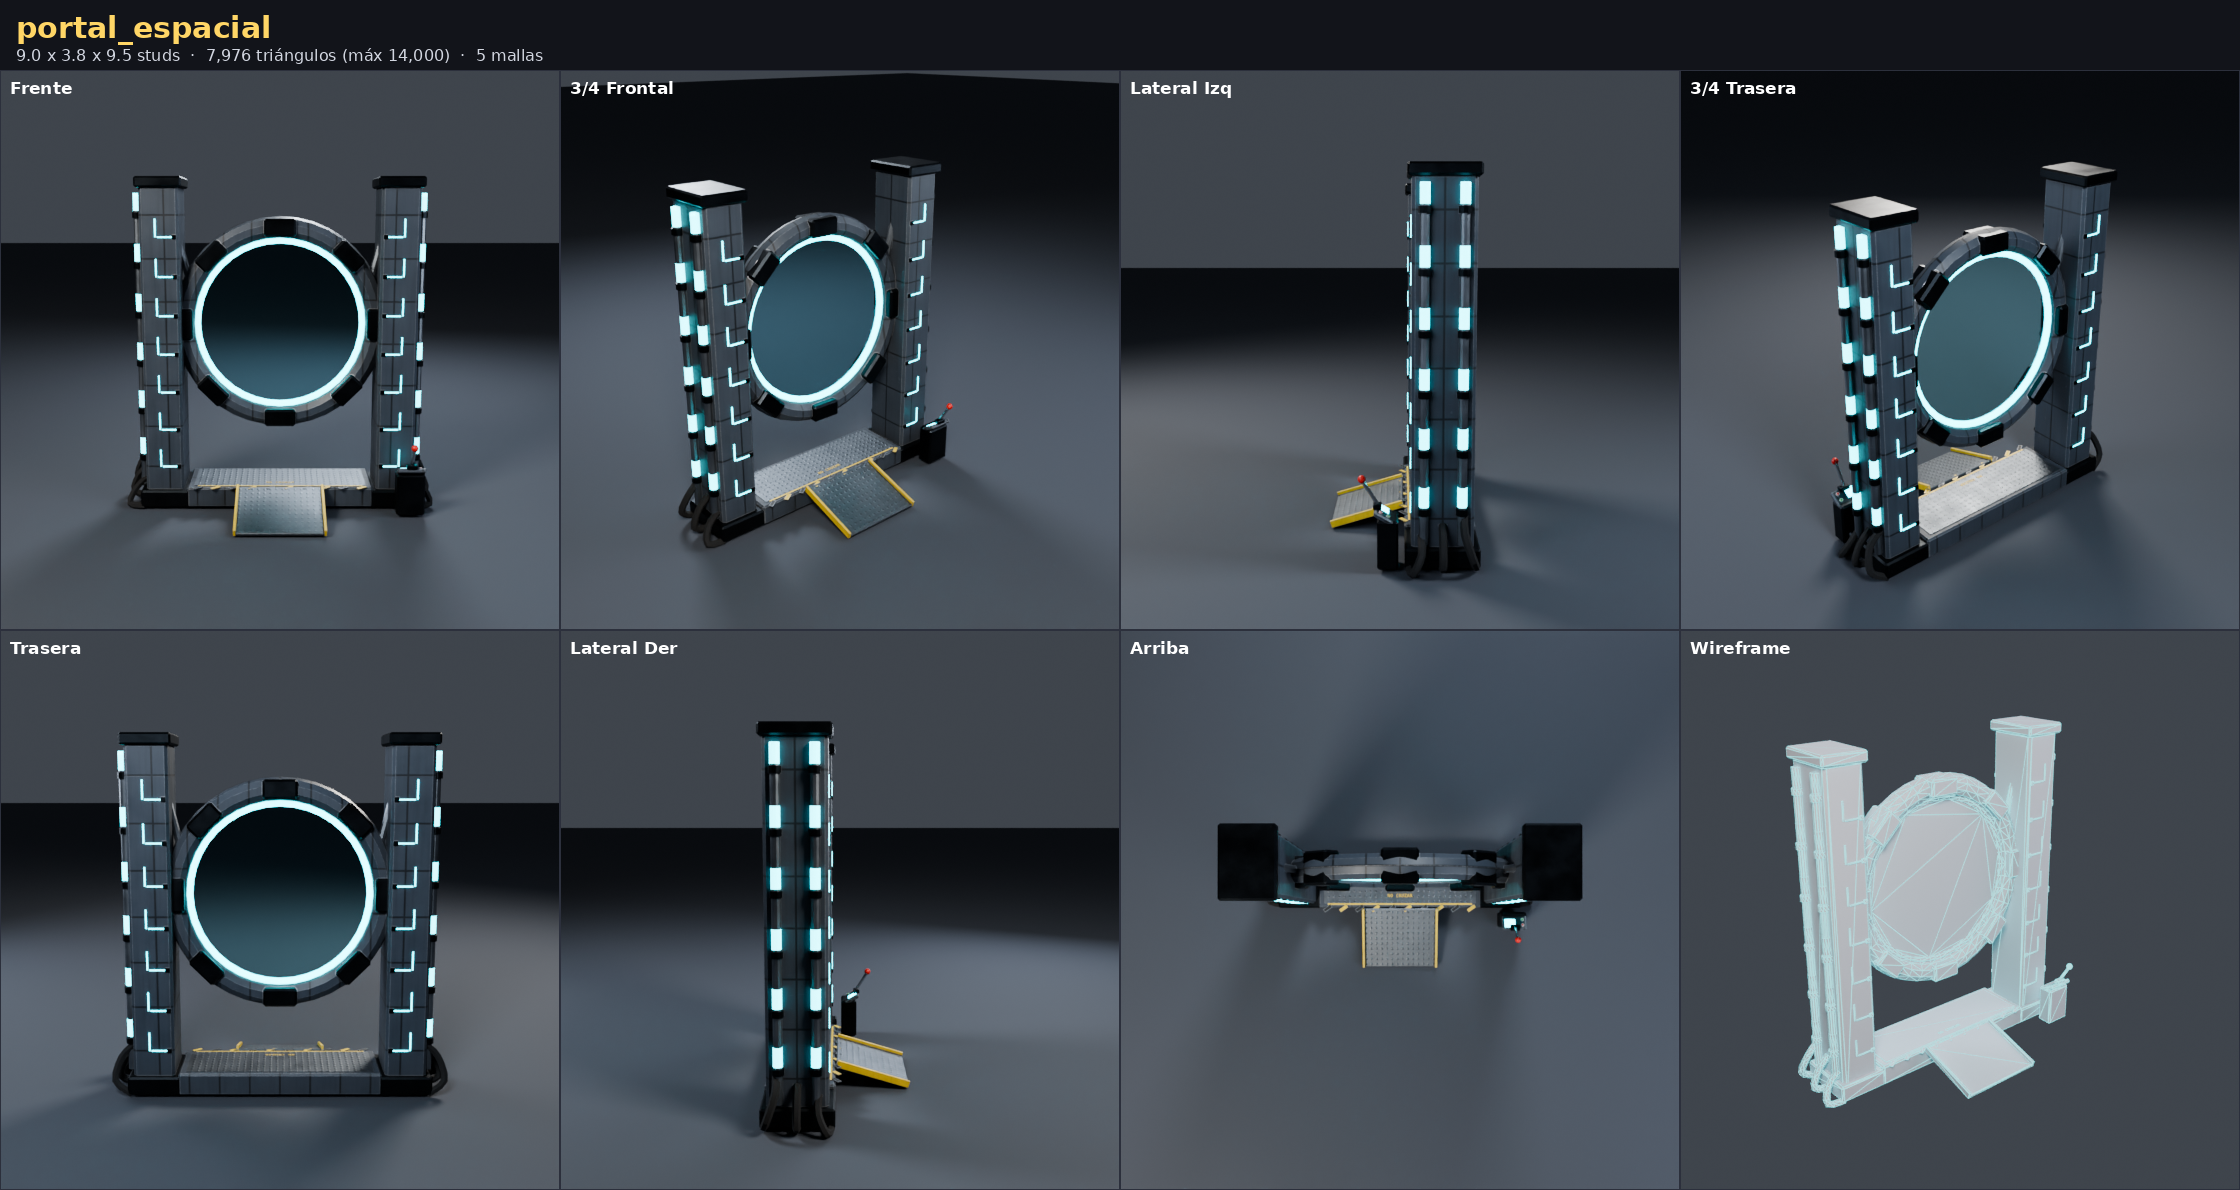 portal_espacial
9.0 x 3.8 x 9.5 studs · 7,976 triángulos (máx 14,000) · 5 mallas
Frente
3/4 Frontal
Lateral Izq
3/4 Trasera
Trasera
Lateral Der
Arriba
Wireframe